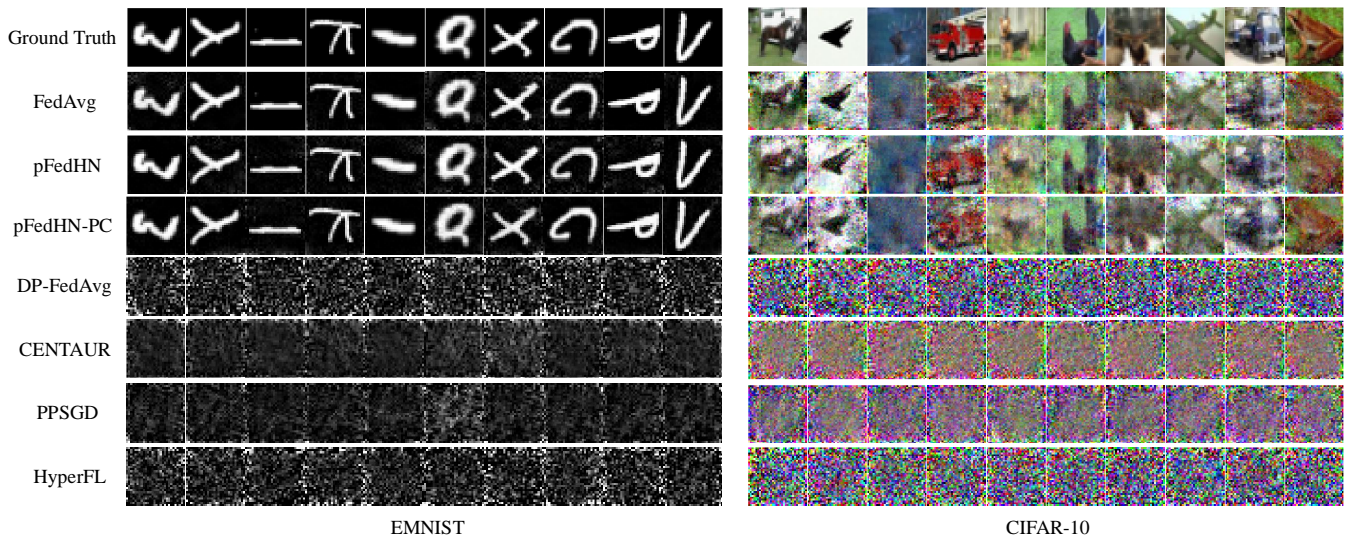 Ground Truth
FedAvg
pFedHN
pFedHN-PC
DP-FedAvg
CENTAUR
PPSGD
HyperFL
EMNIST
CIFAR-10